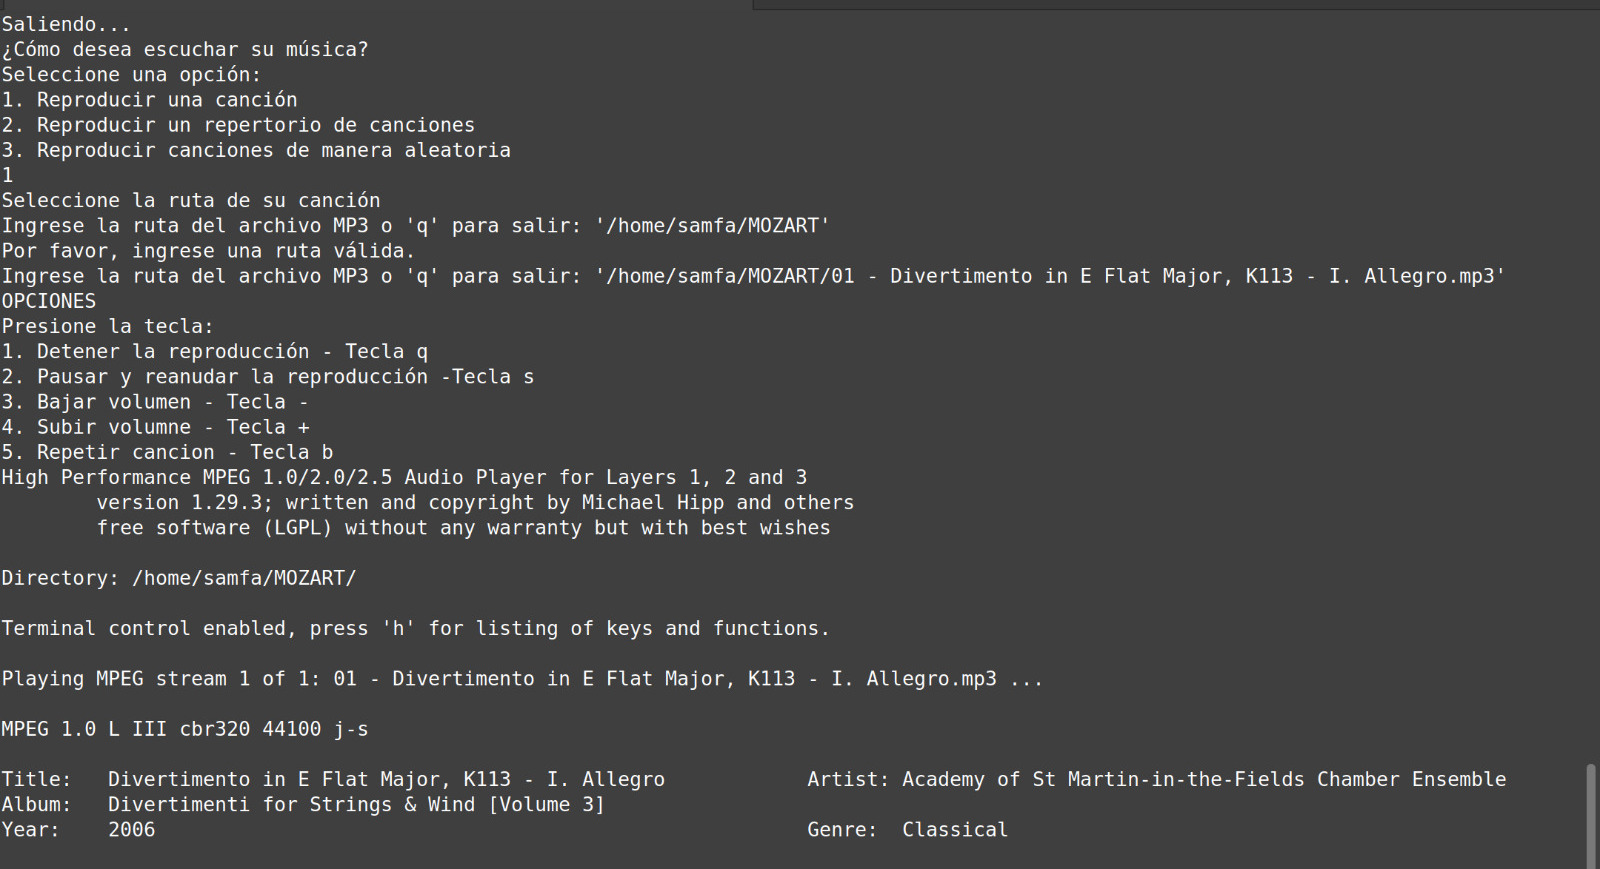 Saliendo...
¿Cómo desea escuchar su música?
Seleccione una opción:
1. Reproducir una canción
2. Reproducir un repertorio de canciones
3. Reproducir canciones de manera aleatoria
1
Seleccione la ruta de su canción
Ingrese la ruta del archivo MP3 o 'q' para salir: '/home/samfa/MOZART'
Por favor, ingrese una ruta válida.
Ingrese la ruta del archivo MP3 o 'q' para salir: '/home/samfa/MOZART/01 - Divertimento in E Flat Major, K113 - I. Allegro.mp3'
OPCIONES
Presione la tecla:
1. Detener la reproducción - Tecla q
2. Pausar y reanudar la reproducción -Tecla s
3. Bajar volumen - Tecla -
4. Subir volumne - Tecla +
5. Repetir cancion - Tecla b
High Performance MPEG 1.0/2.0/2.5 Audio Player for Layers 1, 2 and 3
        version 1.29.3; written and copyright by Michael Hipp and others
        free software (LGPL) without any warranty but with best wishes
Directory: /home/samfa/MOZART/
Terminal control enabled, press 'h' for listing of keys and functions.
Playing MPEG stream 1 of 1: 01 - Divertimento in E Flat Major, K113 - I. Allegro.mp3 ...
MPEG 1.0 L III cbr320 44100 j-s
Title:   Divertimento in E Flat Major, K113 - I. Allegro            Artist: Academy of St Martin-in-the-Fields Chamber Ensemble
Album:   Divertimenti for Strings & Wind [Volume 3]
Year:    2006                                                       Genre:  Classical